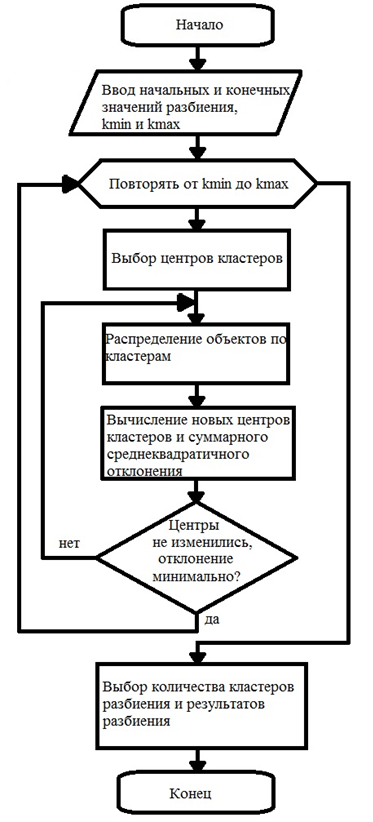 Начало
Ввод начальных и конечных
значений разбиения,
kmin и kmax
Повторять от kmin до kmax
Выбор центров кластеров
Распределение объектов по
кластерам
Вычисление новых центров
кластеров и суммарного
среднеквадратичного
отклонения
Центры
не изменились,
отклонение
минимально?
нет
да
Выбор количества кластеров
разбиения и результатов
разбиения
Конец